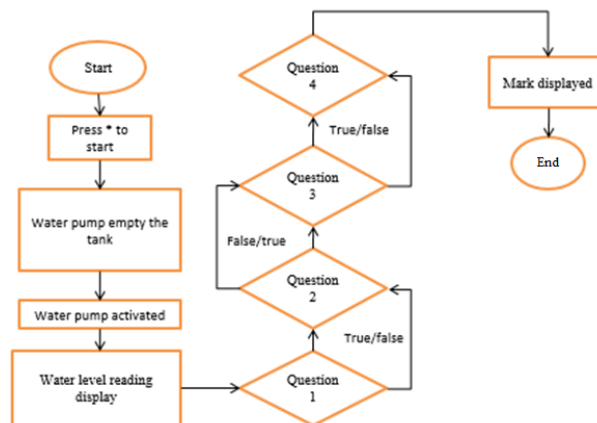 Start
Press * to
start
Water pump empty the
tank
Water pump activated
Water level reading
display
Question
1
True/false
Question
2
False/true
Question
3
True/false
Question
4
Mark displayed
End